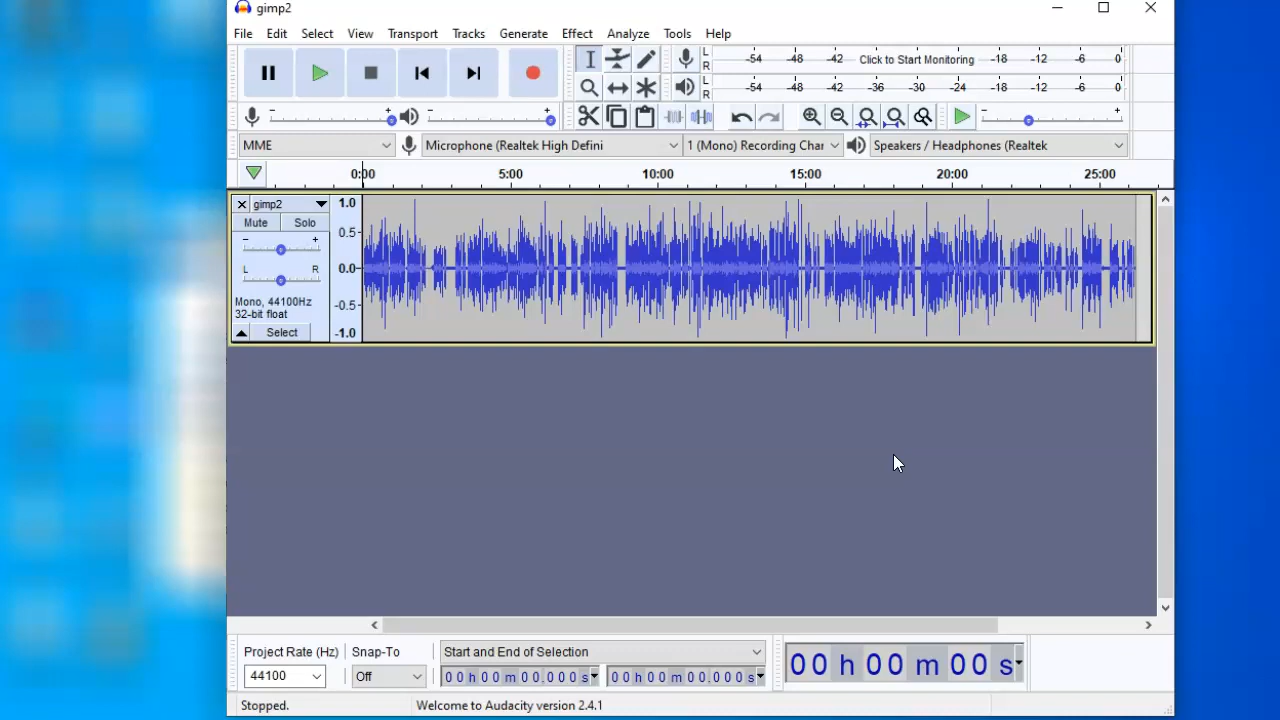 gimp2
File Edit Select View Transport Tracks Generate Effect Analyze Tools Help
L R -54 -48 -42 Click to Start Monitoring -18 -12 -6 0
L R -54 -48 -42 -36 -30 -24 -18 -12 -6 0
- + - + - +
MME Microphone (Realtek High Defini 1 (Mono) Recording Char Speakers / Headphones (Realtek
0:00 5:00 10:00 15:00 20:00 25:00
gimp2 1.0
Mute Solo
- + 0.5
L R 0.0
Mono, 44100Hz -0.5
32-bit float
Select -1.0
Project Rate (Hz) Snap-To Start and End of Selection
44100 Off 00 h 00 m 00.000 s 00 h 00 m 00.000 s 00 h 00 m 00 s
Stopped. Welcome to Audacity version 2.4.1